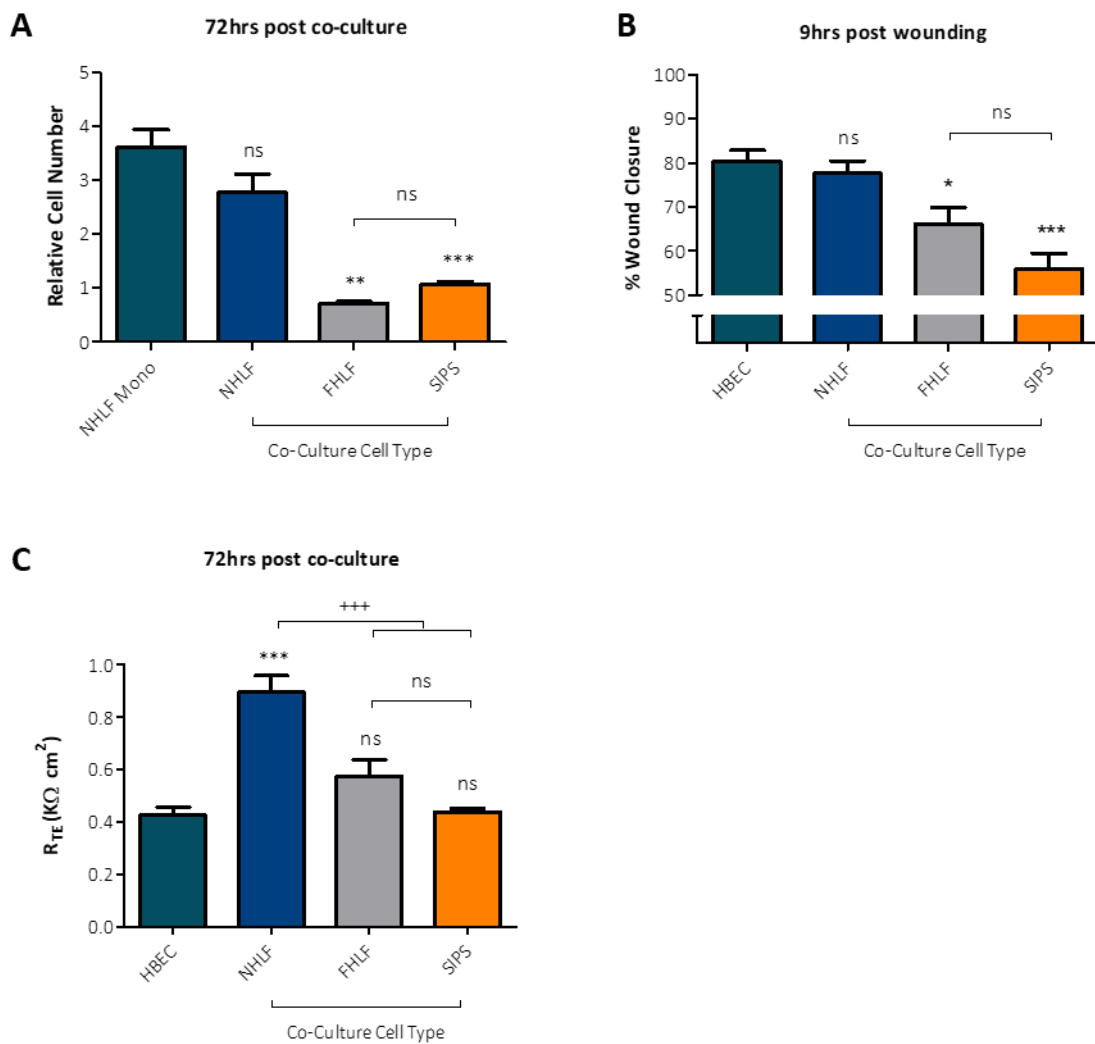 A
72hrs post co-culture
Relative Cell Number
5
4
3
2
1
0
ns
**
***
ns
NHLF Mono
NHLF
FHLF
SIPS
Co-Culture Cell Type
B
9hrs post wounding
% Wound Closure
100
90
80
70
60
50
ns
*
***
ns
HBEC
NHLF
FHLF
SIPS
Co-Culture Cell Type
C
72hrs post co-culture
RTE (KΩ cm²)
1.0
0.8
0.6
0.4
0.2
0.0
+++
***
ns
ns
ns
HBEC
NHLF
FHLF
SIPS
Co-Culture Cell Type